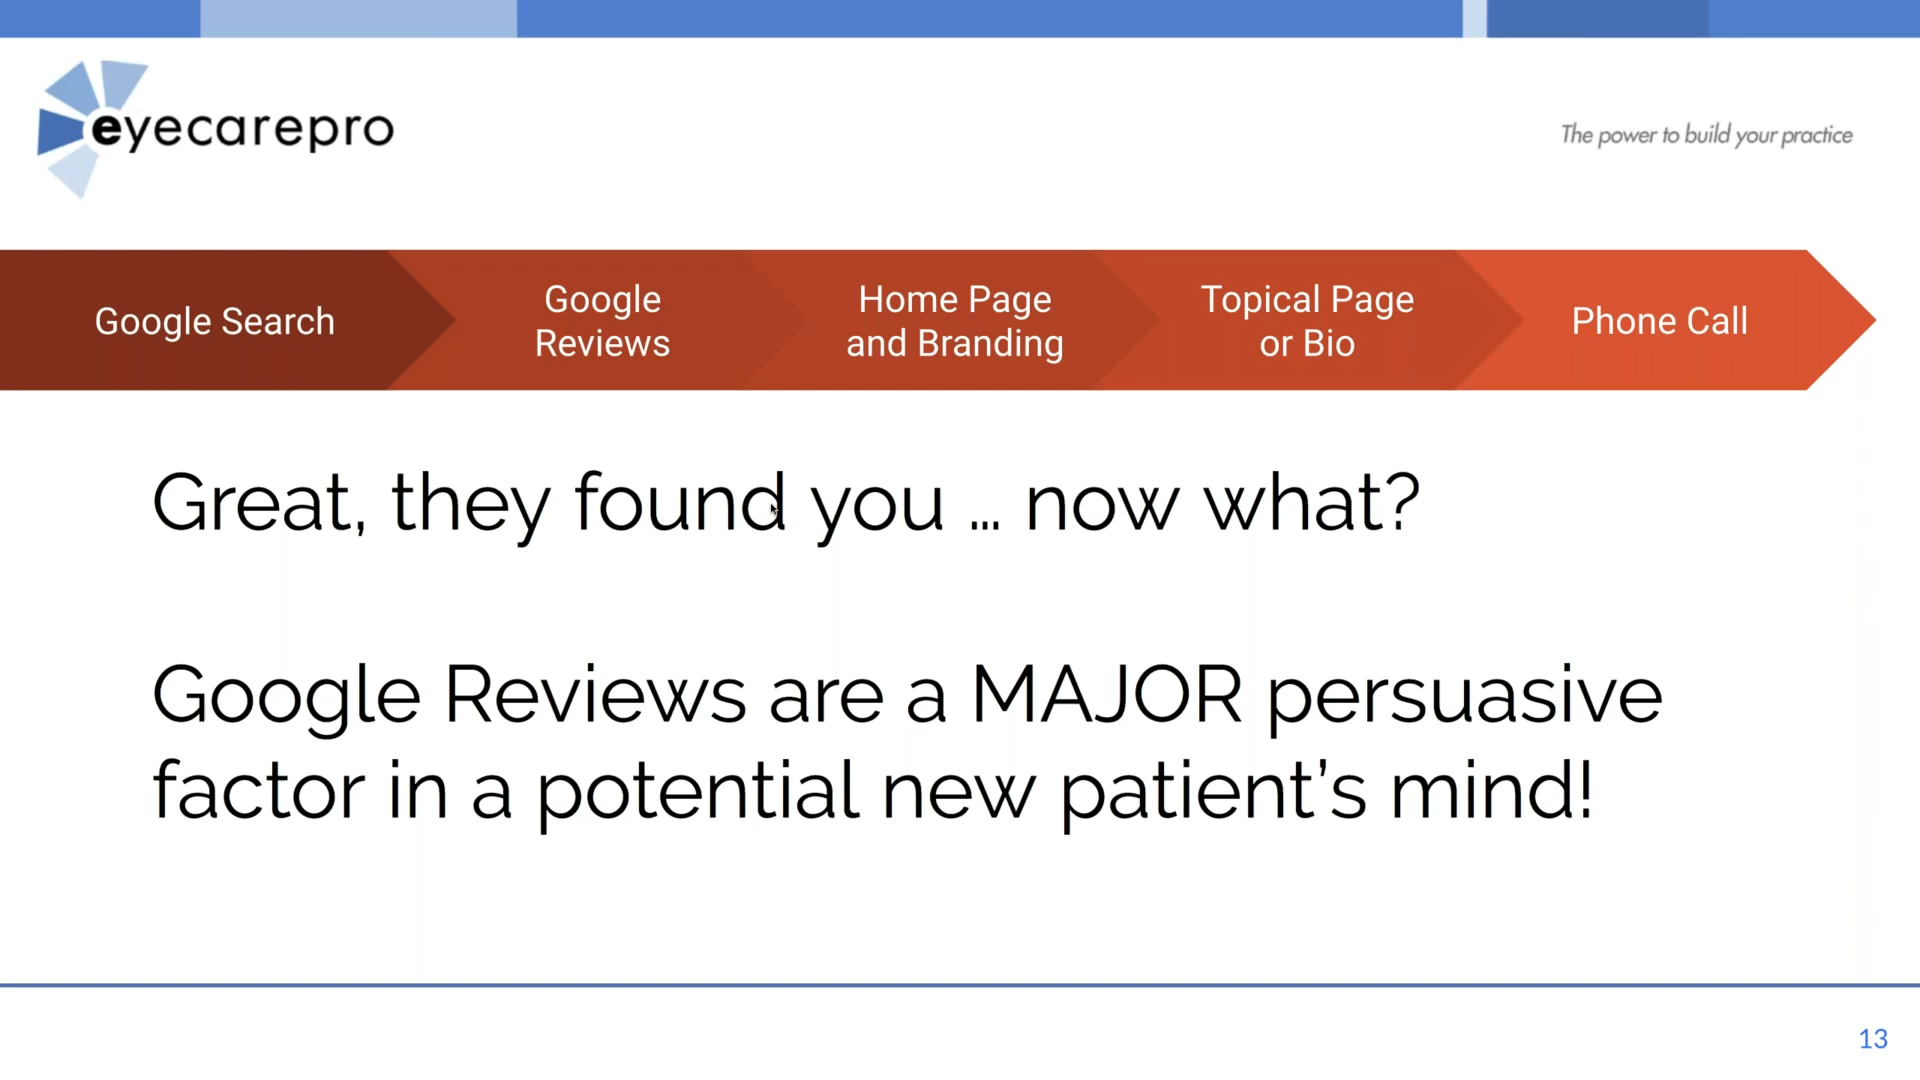 eyecarepro
The power to build your practice
Google Search
Google
Reviews
Home Page
and Branding
Topical Page
or Bio
Phone Call
Great, they found you ... now what?
Google Reviews are a MAJOR persuasive
factor in a potential new patient’s mind!
13